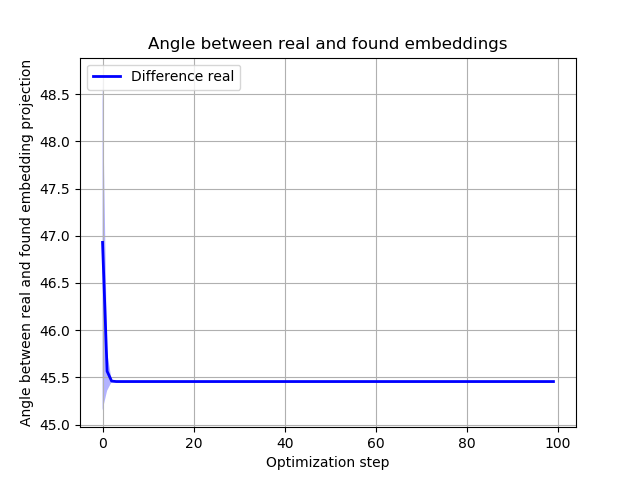 Angle between real and found embeddings
Difference real
Angle between real and found embedding projection
48.5
48.0
47.5
47.0
46.5
46.0
45.5
45.0
0 20 40 60 80 100
Optimization step